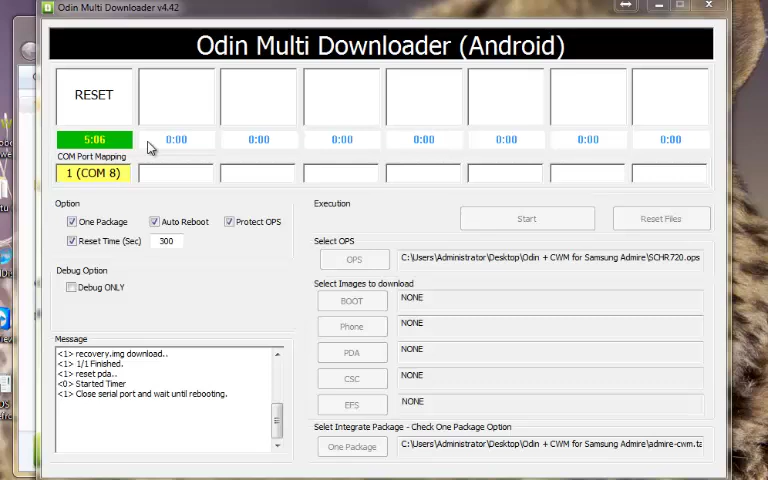 Odin Multi Downloader v4.42
Odin Multi Downloader (Android)
RESET
5:06 0:00 0:00 0:00 0:00 0:00 0:00 0:00
COM Port Mapping
1 (COM 8)
Option
One Package Auto Reboot Protect OPS
Reset Time (Sec) 300
Debug Option
Debug ONLY
Message
<1> recovery.img download..
<1> 1/1 Finished.
<1> reset pda..
<0> Started Timer
<1> Close serial port and wait until rebooting.
Execution
Start Reset Files
Select OPS
OPS C:\Users\Administrator\Desktop\Odin + CWM for Samsung Admire\SCHR720.ops
Select Images to download
BOOT NONE
Phone NONE
PDA NONE
CSC NONE
EFS NONE
Selet Integrate Package - Check One Package Option
One Package C:\Users\Administrator\Desktop\Odin + CWM for Samsung Admire\admire-cwm.ta